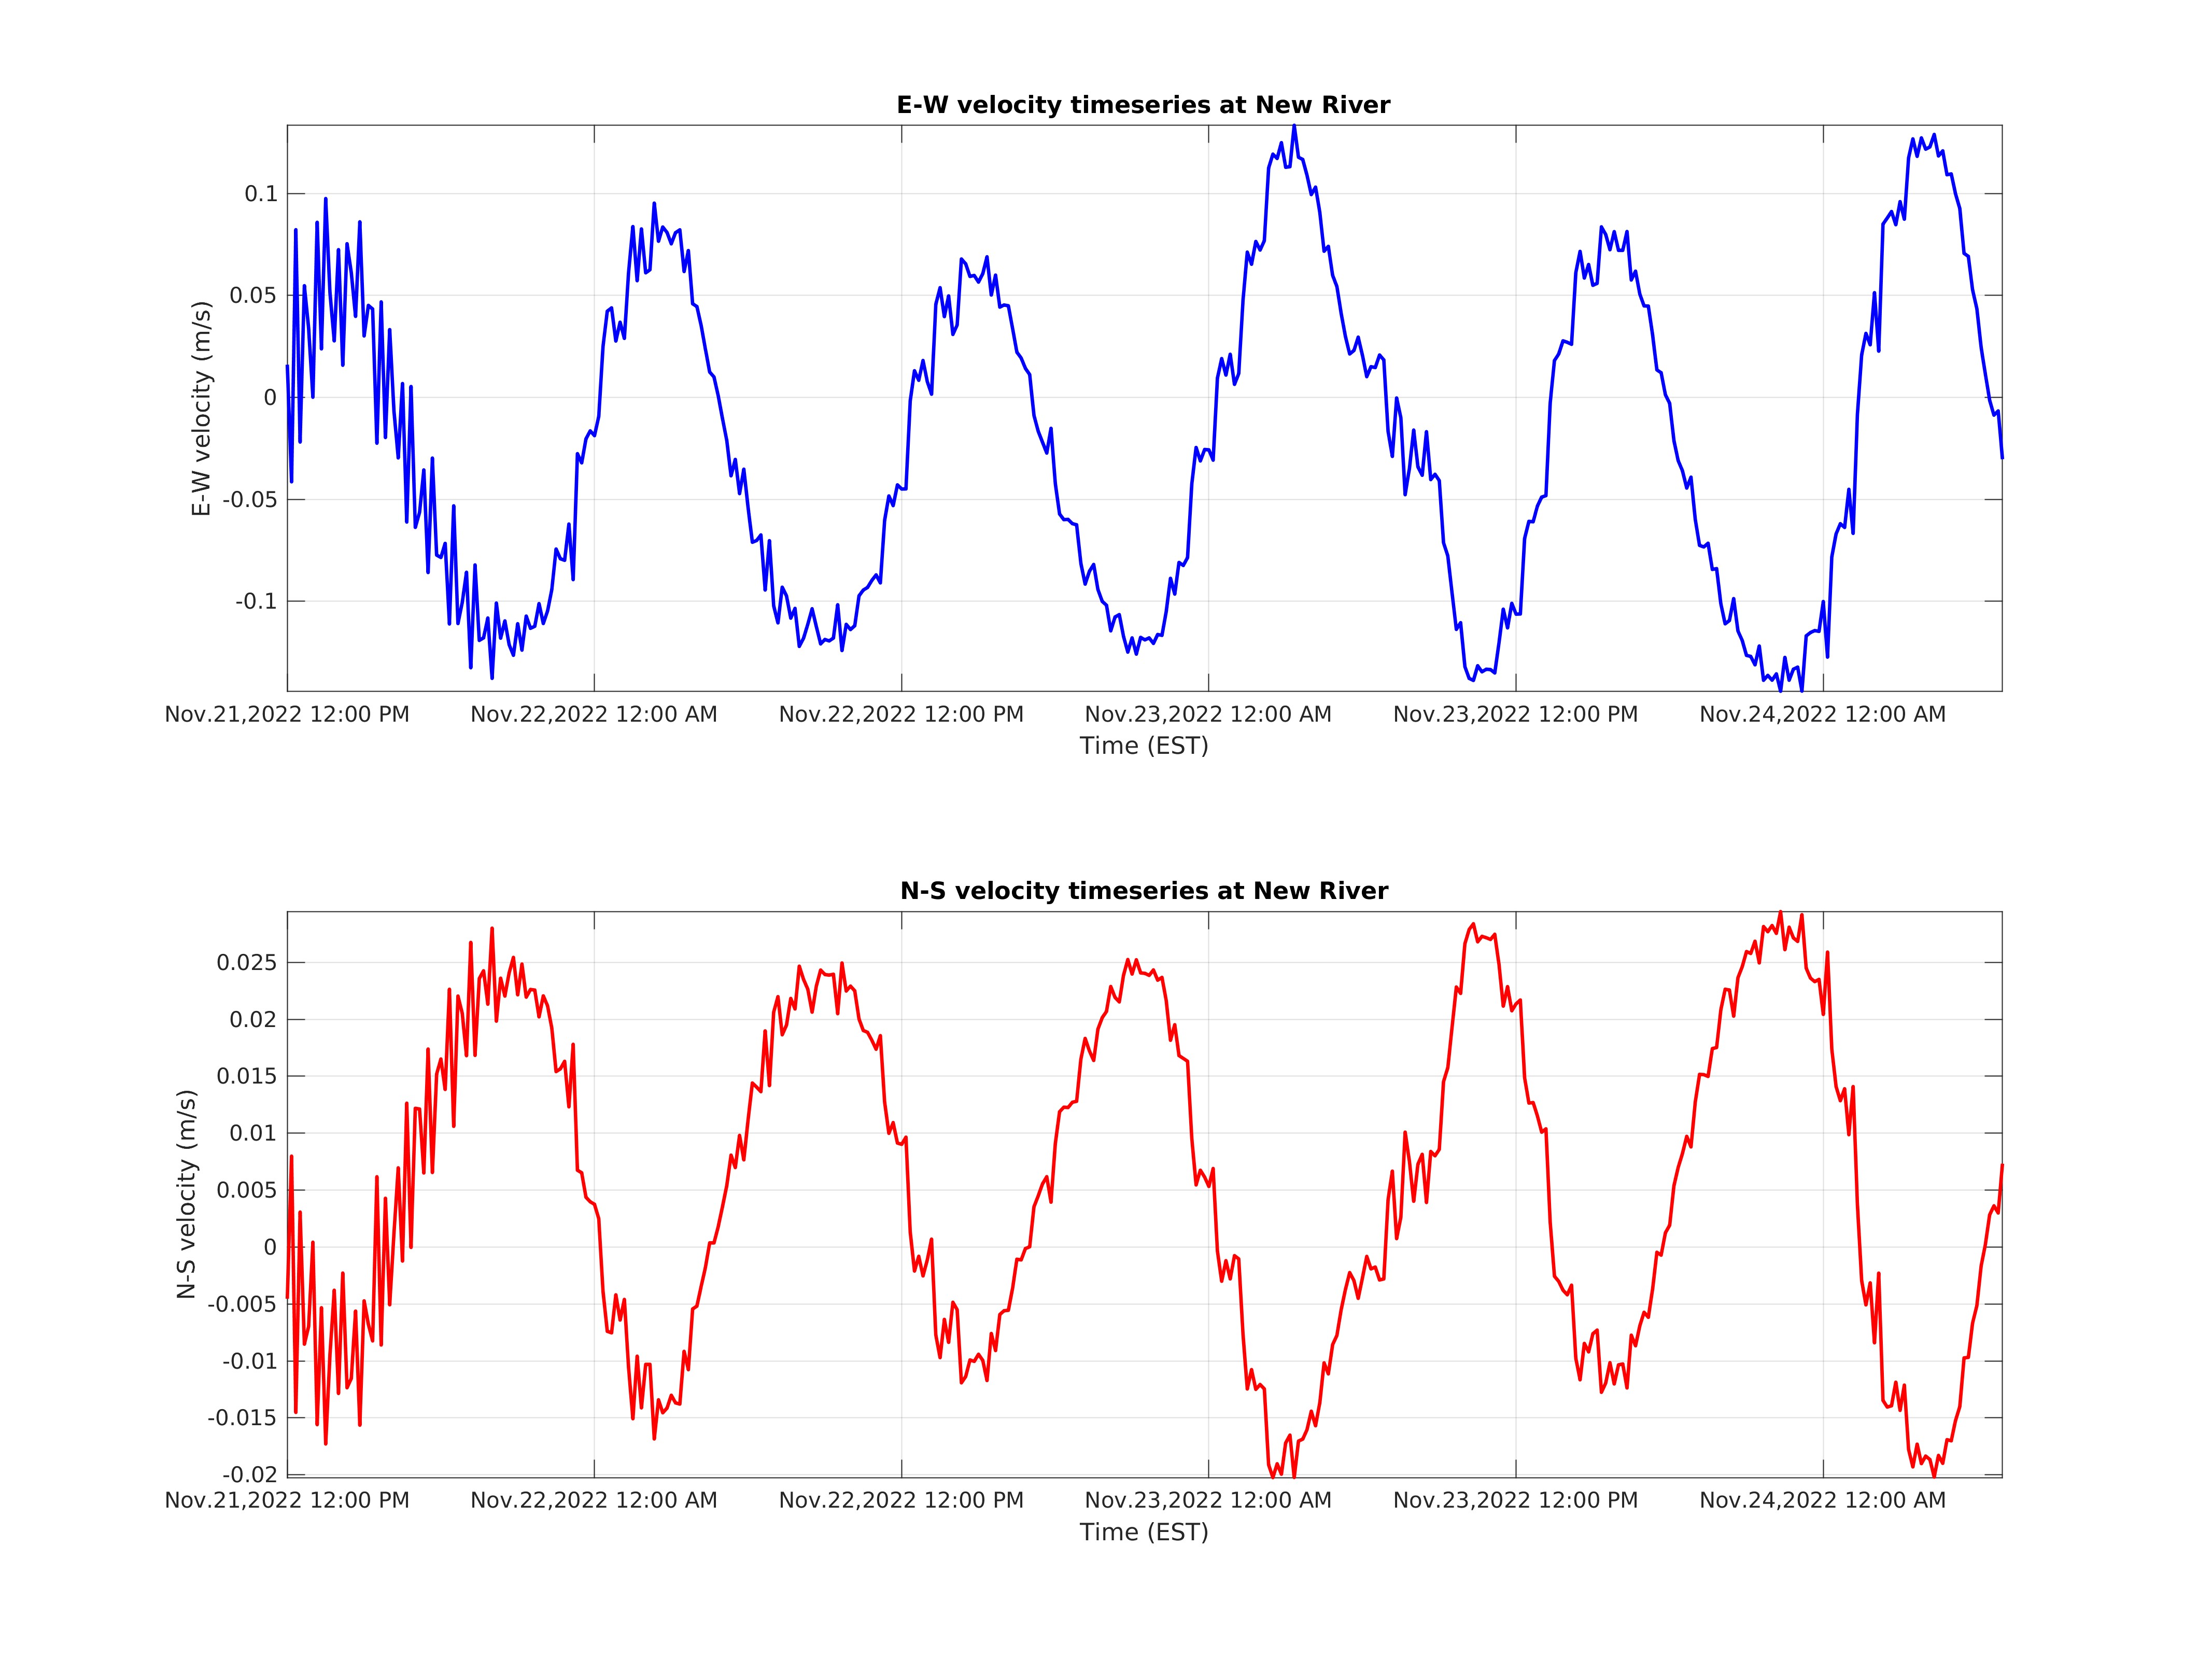 E-W velocity timeseries at New River
E-W velocity (m/s)
0.1
0.05
0
-0.05
-0.1
Nov.21,2022 12:00 PM Nov.22,2022 12:00 AM Nov.22,2022 12:00 PM Nov.23,2022 12:00 AM Nov.23,2022 12:00 PM Nov.24,2022 12:00 AM
Time (EST)
N-S velocity timeseries at New River
N-S velocity (m/s)
0.025
0.02
0.015
0.01
0.005
0
-0.005
-0.01
-0.015
-0.02
Nov.21,2022 12:00 PM Nov.22,2022 12:00 AM Nov.22,2022 12:00 PM Nov.23,2022 12:00 AM Nov.23,2022 12:00 PM Nov.24,2022 12:00 AM
Time (EST)